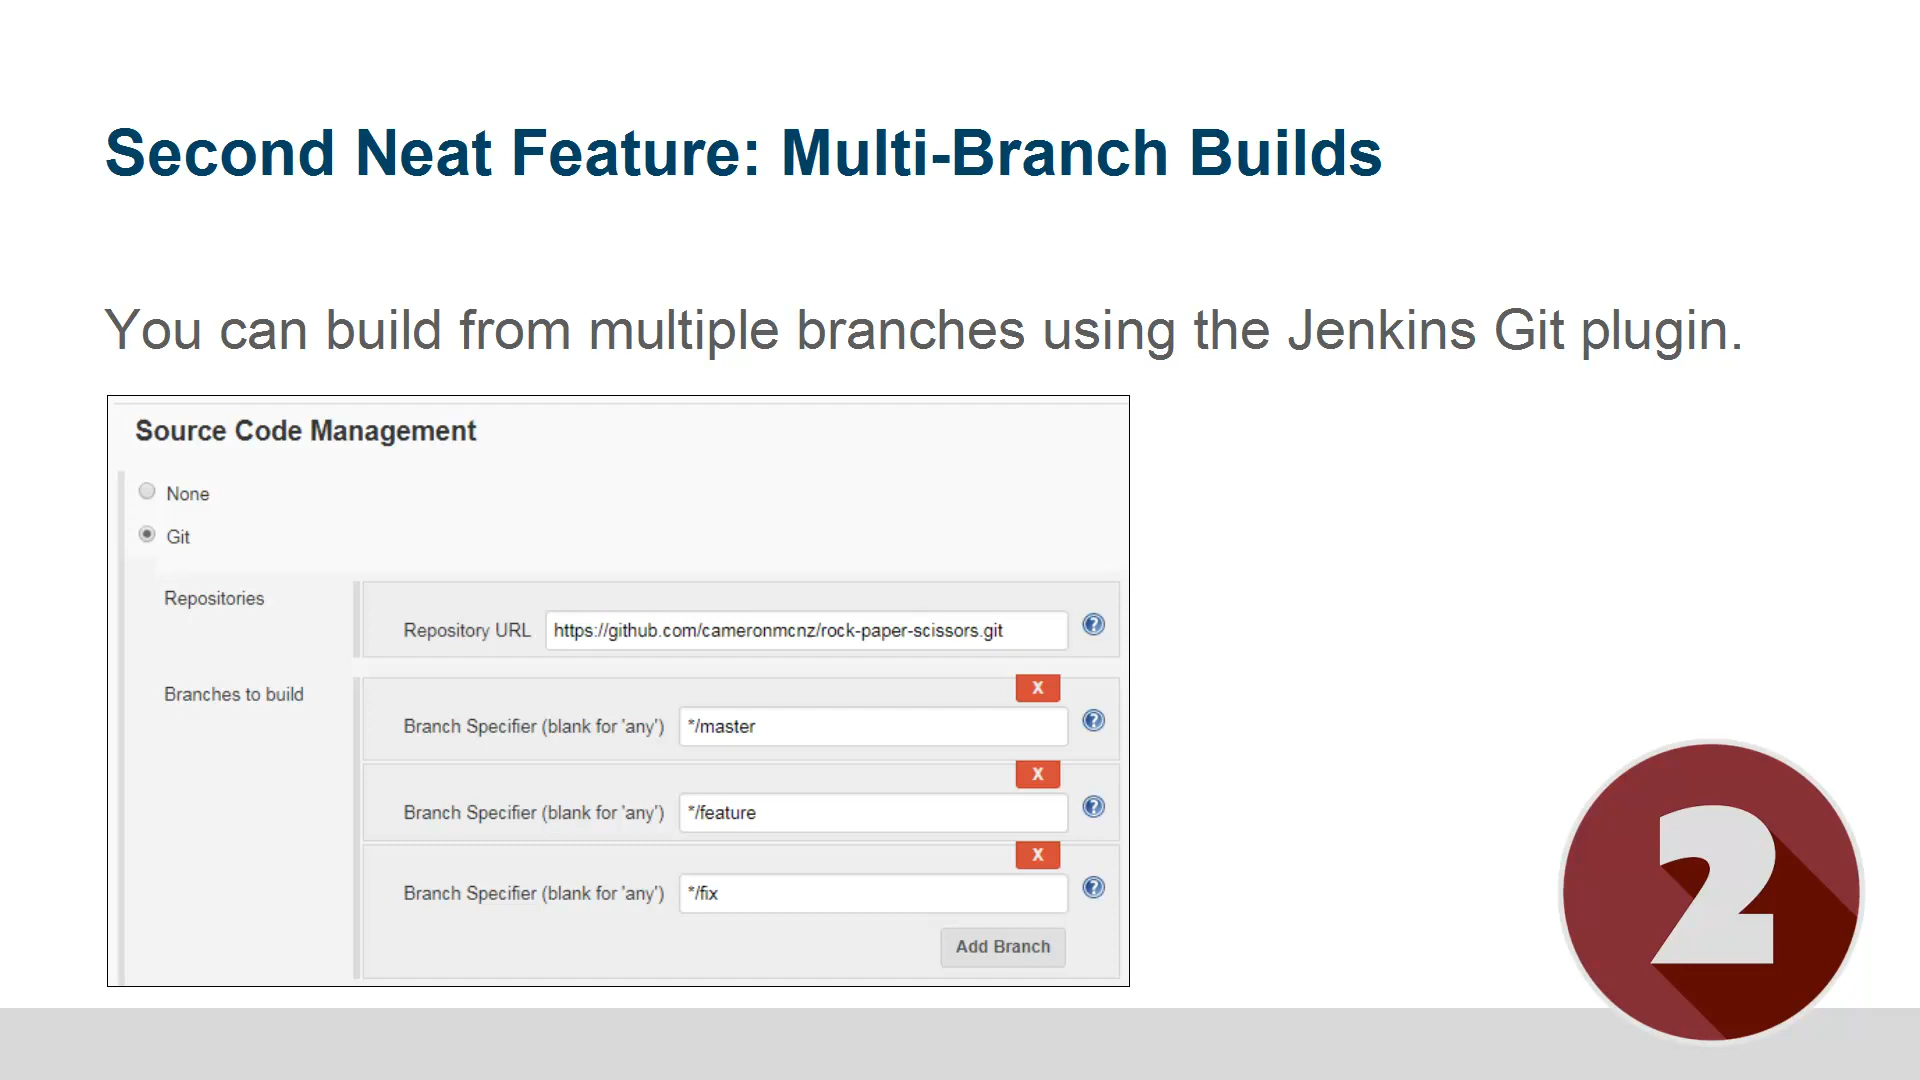 Second Neat Feature: Multi-Branch Builds
You can build from multiple branches using the Jenkins Git plugin.
Source Code Management
None
Git
Repositories
Repository URL https://github.com/cameronmcnz/rock-paper-scissors.git ?
Branches to build
X
Branch Specifier (blank for 'any') */master ?
X
Branch Specifier (blank for 'any') */feature ?
X
Branch Specifier (blank for 'any') */fix ?
Add Branch
2